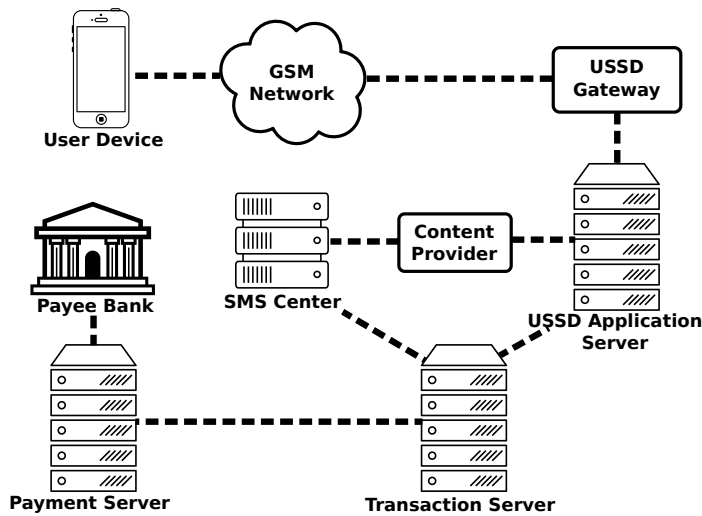 GSM
Network
USSD
Gateway
User Device
Content
Provider
SMS Center
Payee Bank
USSD Application
Server
Payment Server
Transaction Server